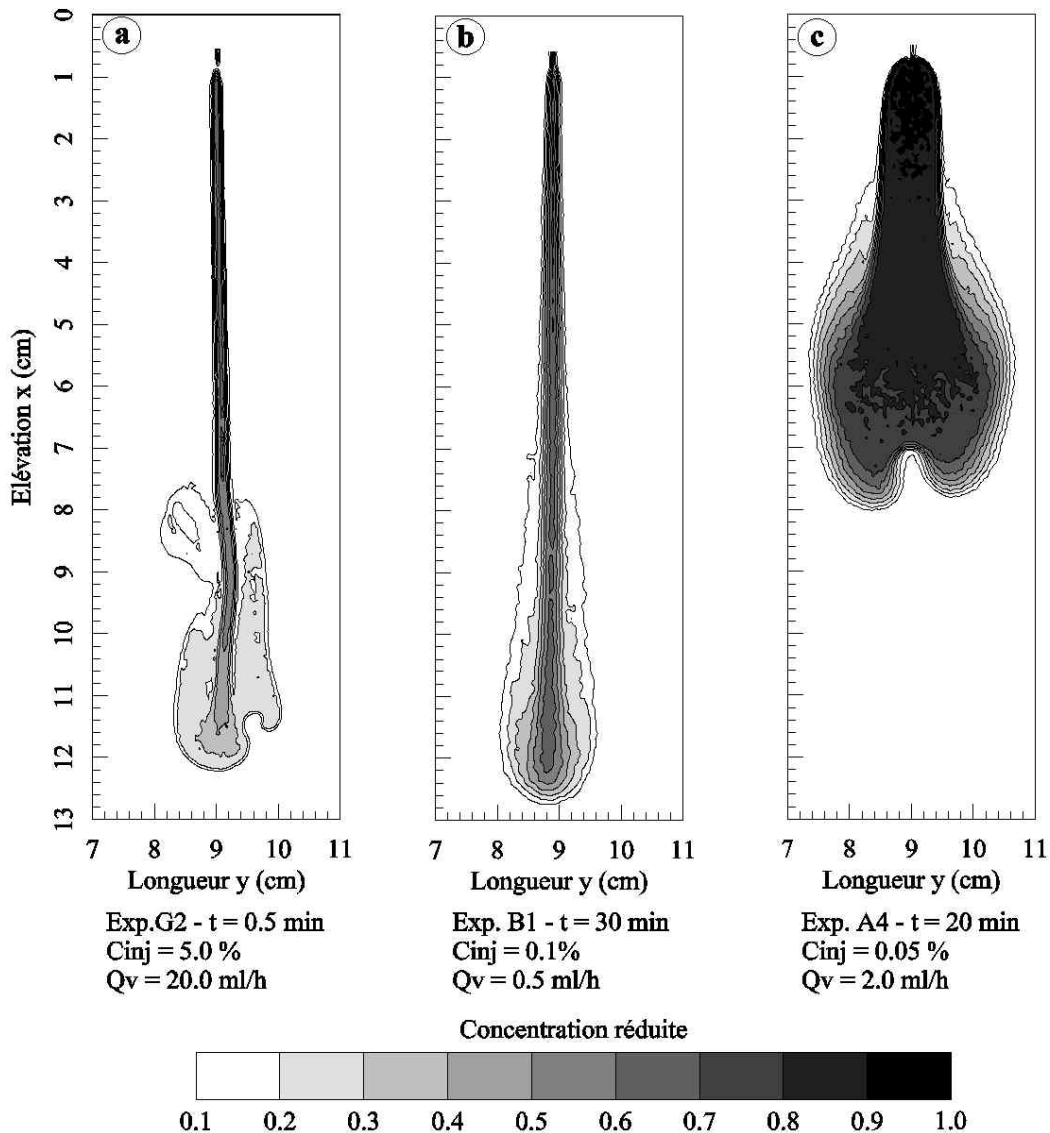 a
b
c
0
1
2
3
4
5
6
7
8
9
10
11
12
13
Elévation x (cm)
7 8 9 10 11
7 8 9 10 11
7 8 9 10 11
Longueur y (cm)
Longueur y (cm)
Longueur y (cm)
Exp.G2 - t = 0.5 min
Cinj = 5.0 %
Qv = 20.0 ml/h
Exp. B1 - t = 30 min
Cinj = 0.1%
Qv = 0.5 ml/h
Exp. A4 - t = 20 min
Cinj = 0.05 %
Qv = 2.0 ml/h
Concentration réduite
0.1 0.2 0.3 0.4 0.5 0.6 0.7 0.8 0.9 1.0